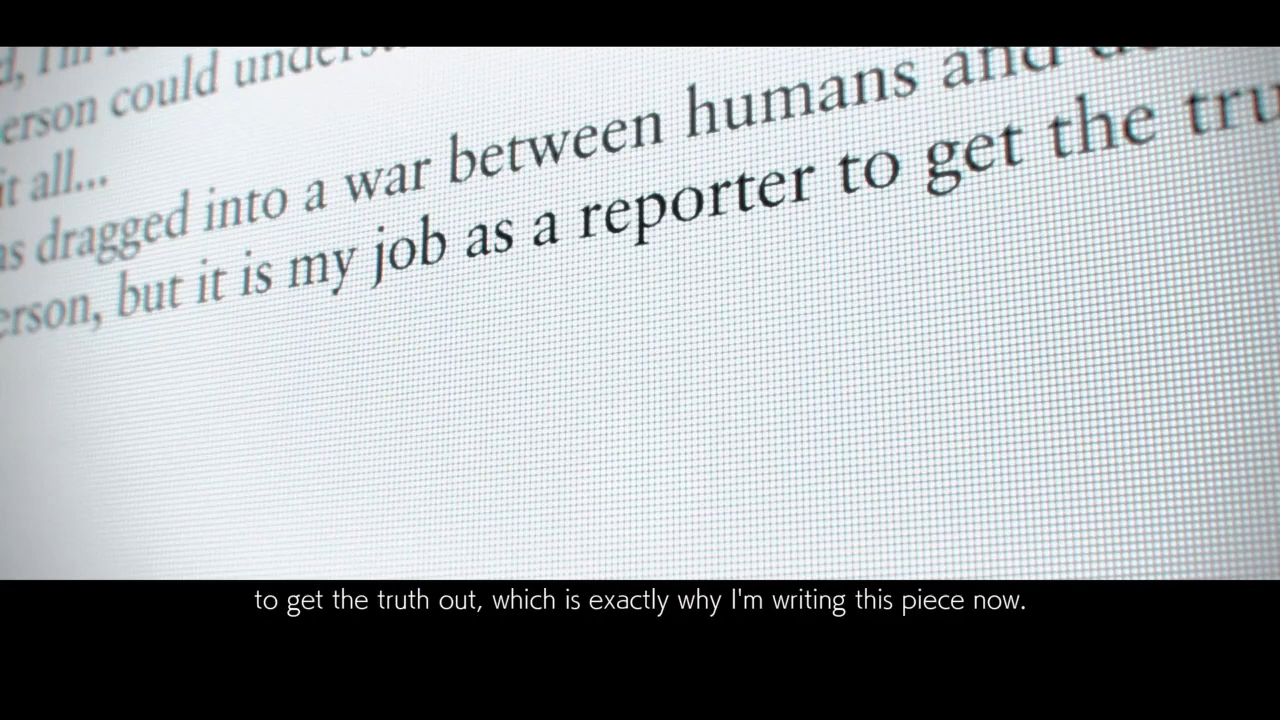 erson could
it all...
as dragged into a war between humans and
erson, but it is my job as a reporter to get the tru
to get the truth out, which is exactly why I'm writing this piece now.